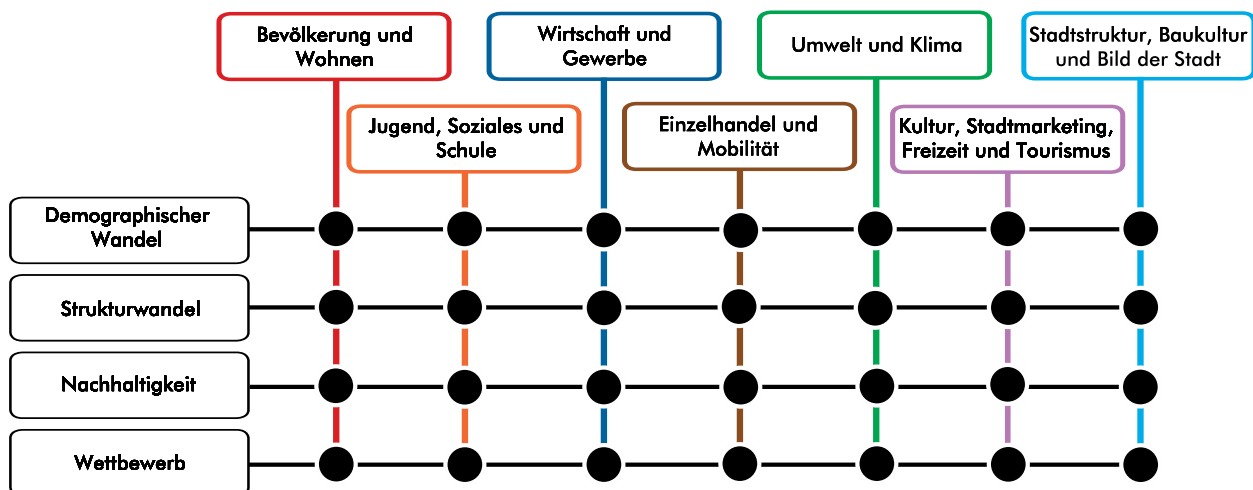 Bevölkerung und
Wohnen
Wirtschaft und
Gewerbe
Umwelt und Klima
Stadtstruktur, Baukultur
und Bild der Stadt
Jugend, Soziales und
Schule
Einzelhandel und
Mobilität
Kultur, Stadtmarketing,
Freizeit und Tourismus
Demographischer
Wandel
Strukturwandel
Nachhaltigkeit
Wettbewerb